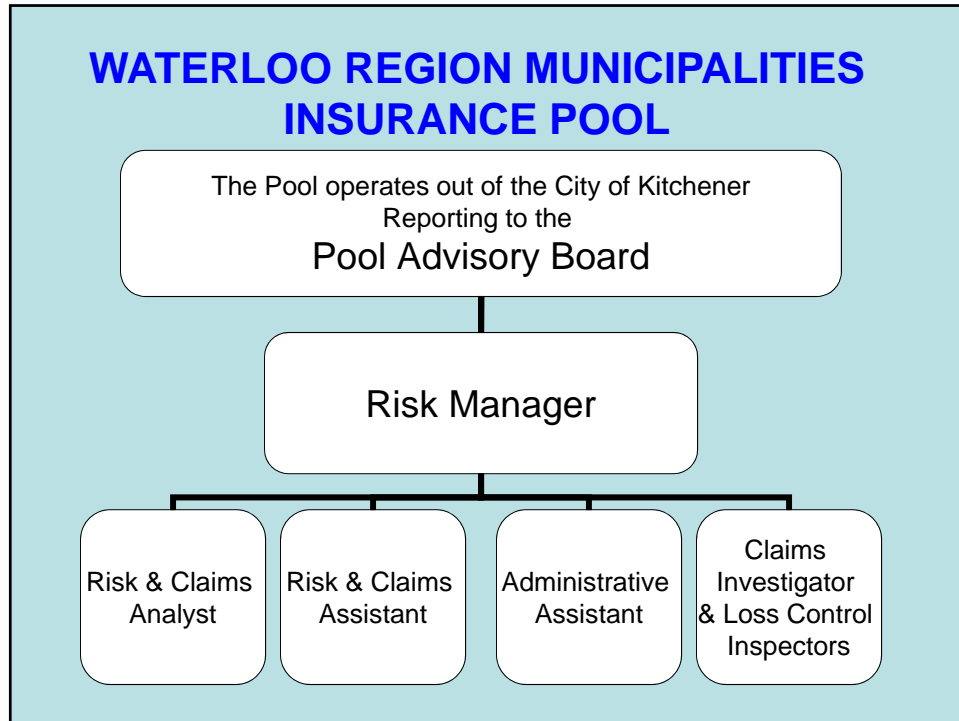 WATERLOO REGION MUNICIPALITIES
INSURANCE POOL
The Pool operates out of the City of Kitchener
Reporting to the
Pool Advisory Board
Risk Manager
Risk & Claims
Analyst
Risk & Claims
Assistant
Administrative
Assistant
Claims
Investigator
& Loss Control
Inspectors